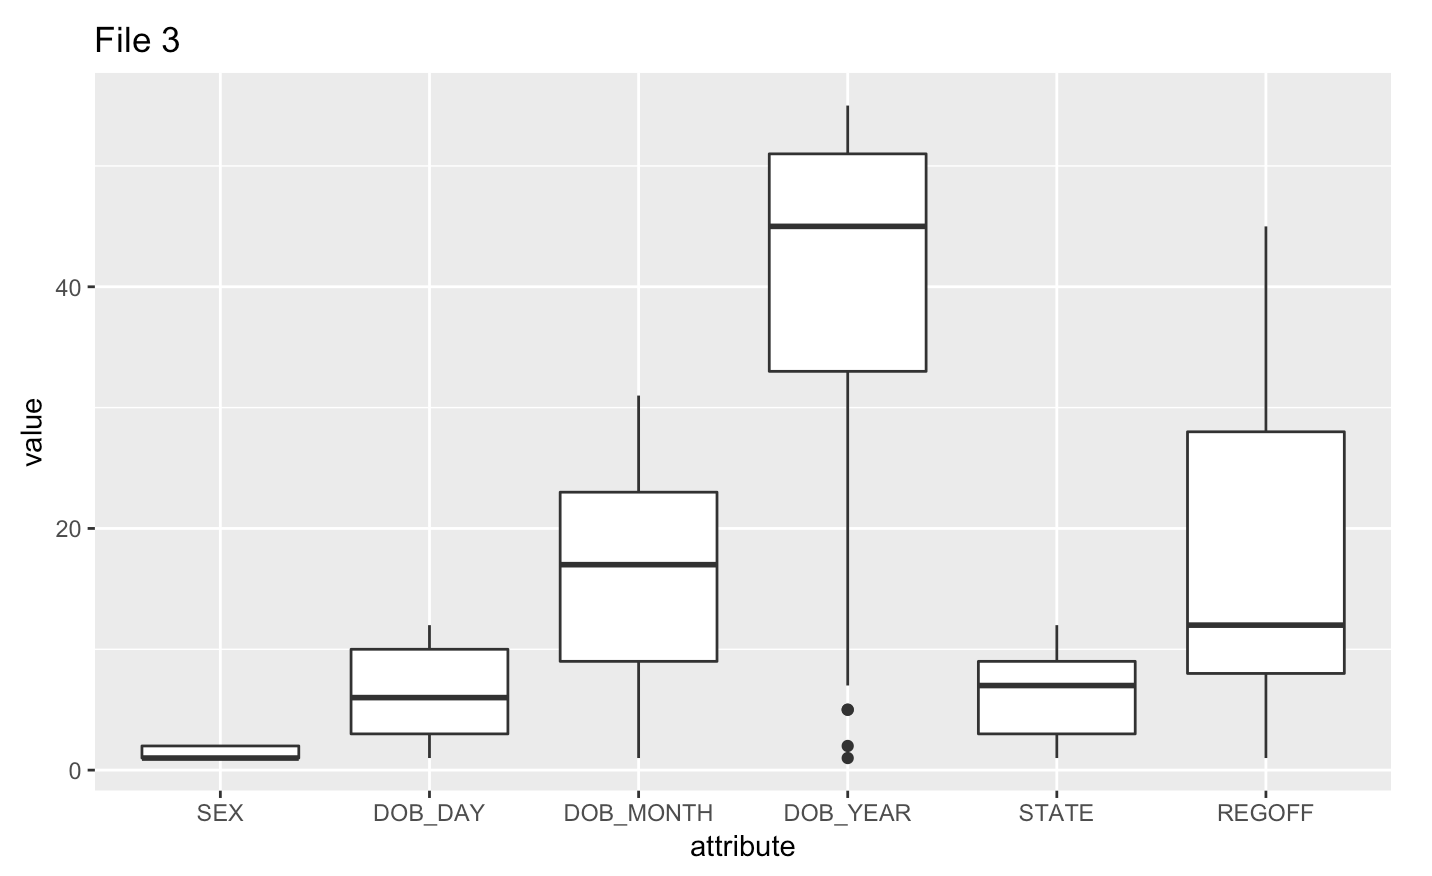 File 3
value
40
20
0
SEX DOB_DAY DOB_MONTH DOB_YEAR STATE REGOFF
attribute